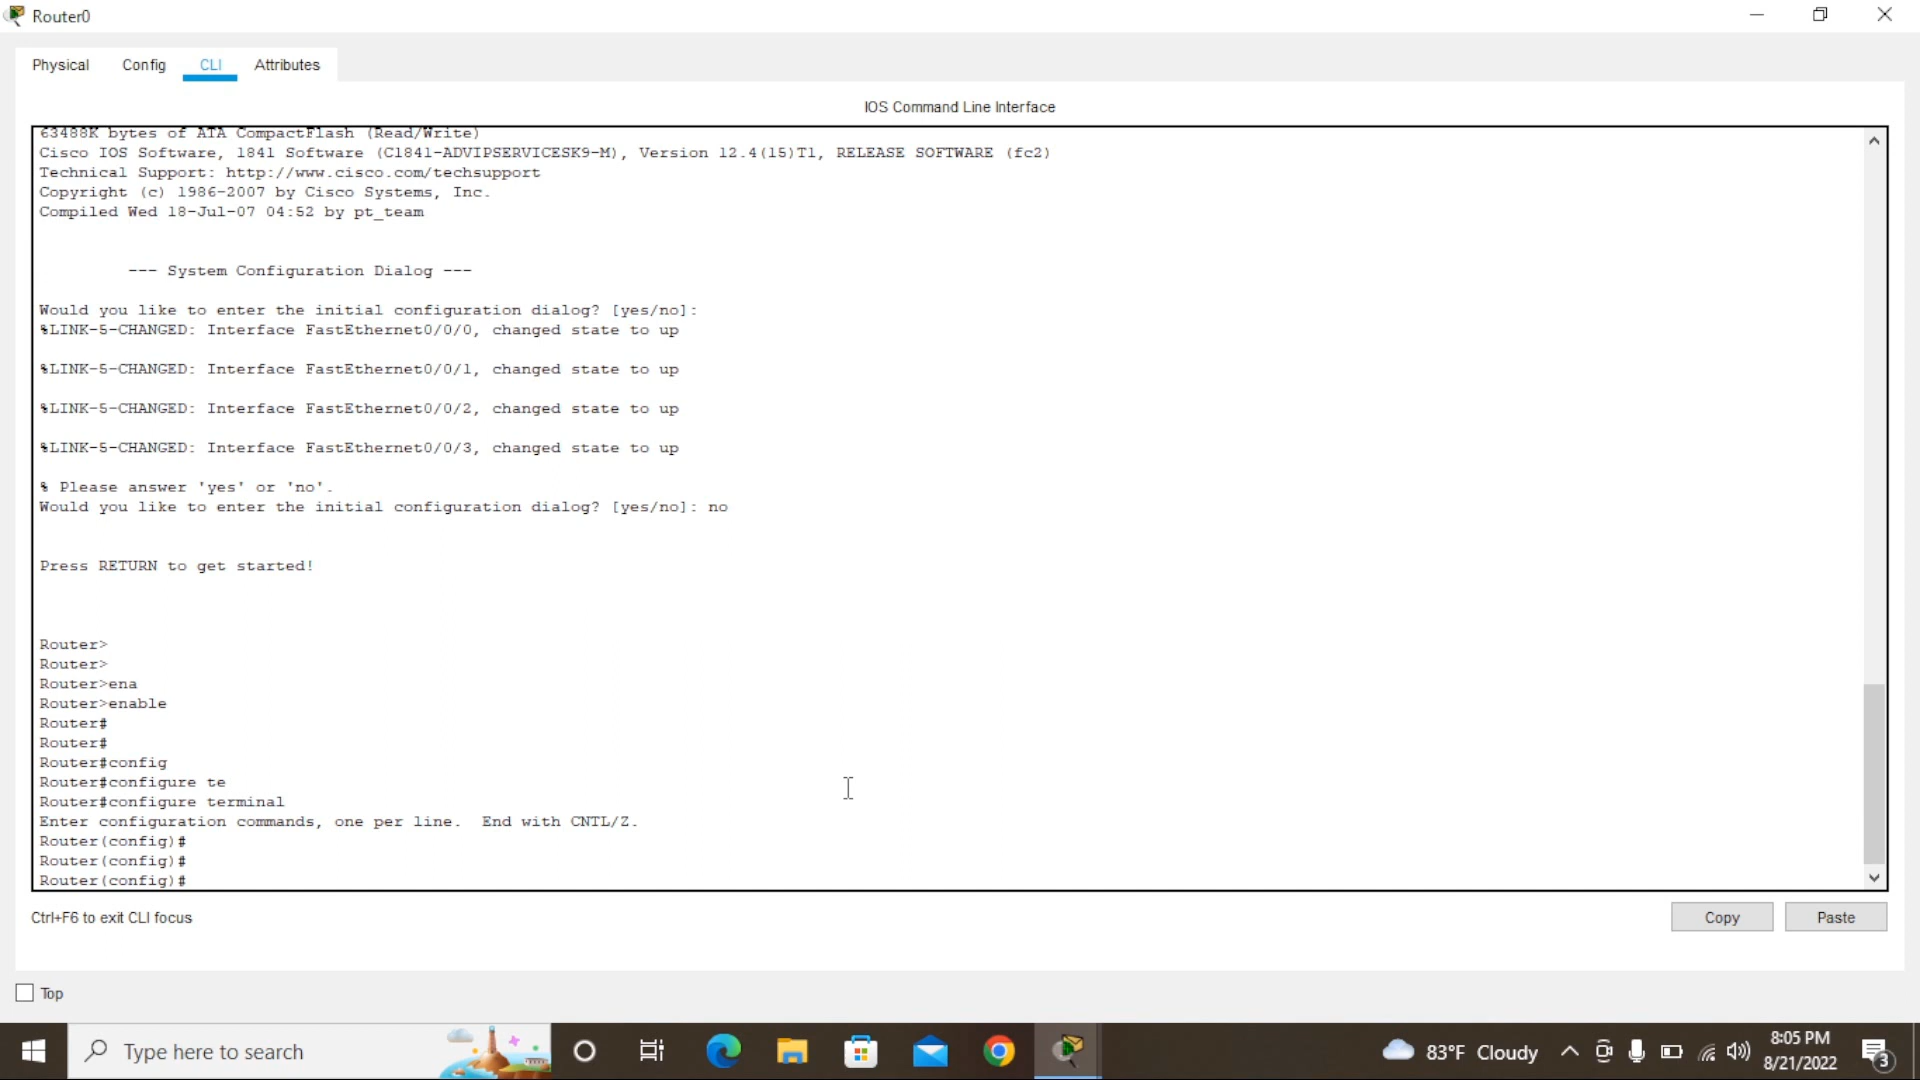 Router0
Physical Config CLI Attributes
IOS Command Line Interface
63488K bytes of ATA CompactFlash (Read/Write)
Cisco IOS Software, 1841 Software (C1841-ADVIPSERVICESK9-M), Version 12.4(15)T1, RELEASE SOFTWARE (fc2)
Technical Support: http://www.cisco.com/techsupport
Copyright (c) 1986-2007 by Cisco Systems, Inc.
Compiled Wed 18-Jul-07 04:52 by pt_team
--- System Configuration Dialog ---
Would you like to enter the initial configuration dialog? [yes/no]:
%LINK-5-CHANGED: Interface FastEthernet0/0/0, changed state to up
%LINK-5-CHANGED: Interface FastEthernet0/0/1, changed state to up
%LINK-5-CHANGED: Interface FastEthernet0/0/2, changed state to up
%LINK-5-CHANGED: Interface FastEthernet0/0/3, changed state to up
% Please answer 'yes' or 'no'.
Would you like to enter the initial configuration dialog? [yes/no]: no
Press RETURN to get started!
Router>
Router>
Router>ena
Router>enable
Router#
Router#
Router#config
Router#configure te
Router#configure terminal
Enter configuration commands, one per line. End with CNTL/Z.
Router(config)#
Router(config)#
Router(config)#
Ctrl+F6 to exit CLI focus
Copy Paste
Top
Type here to search
83°F Cloudy
8:05 PM
8/21/2022
3